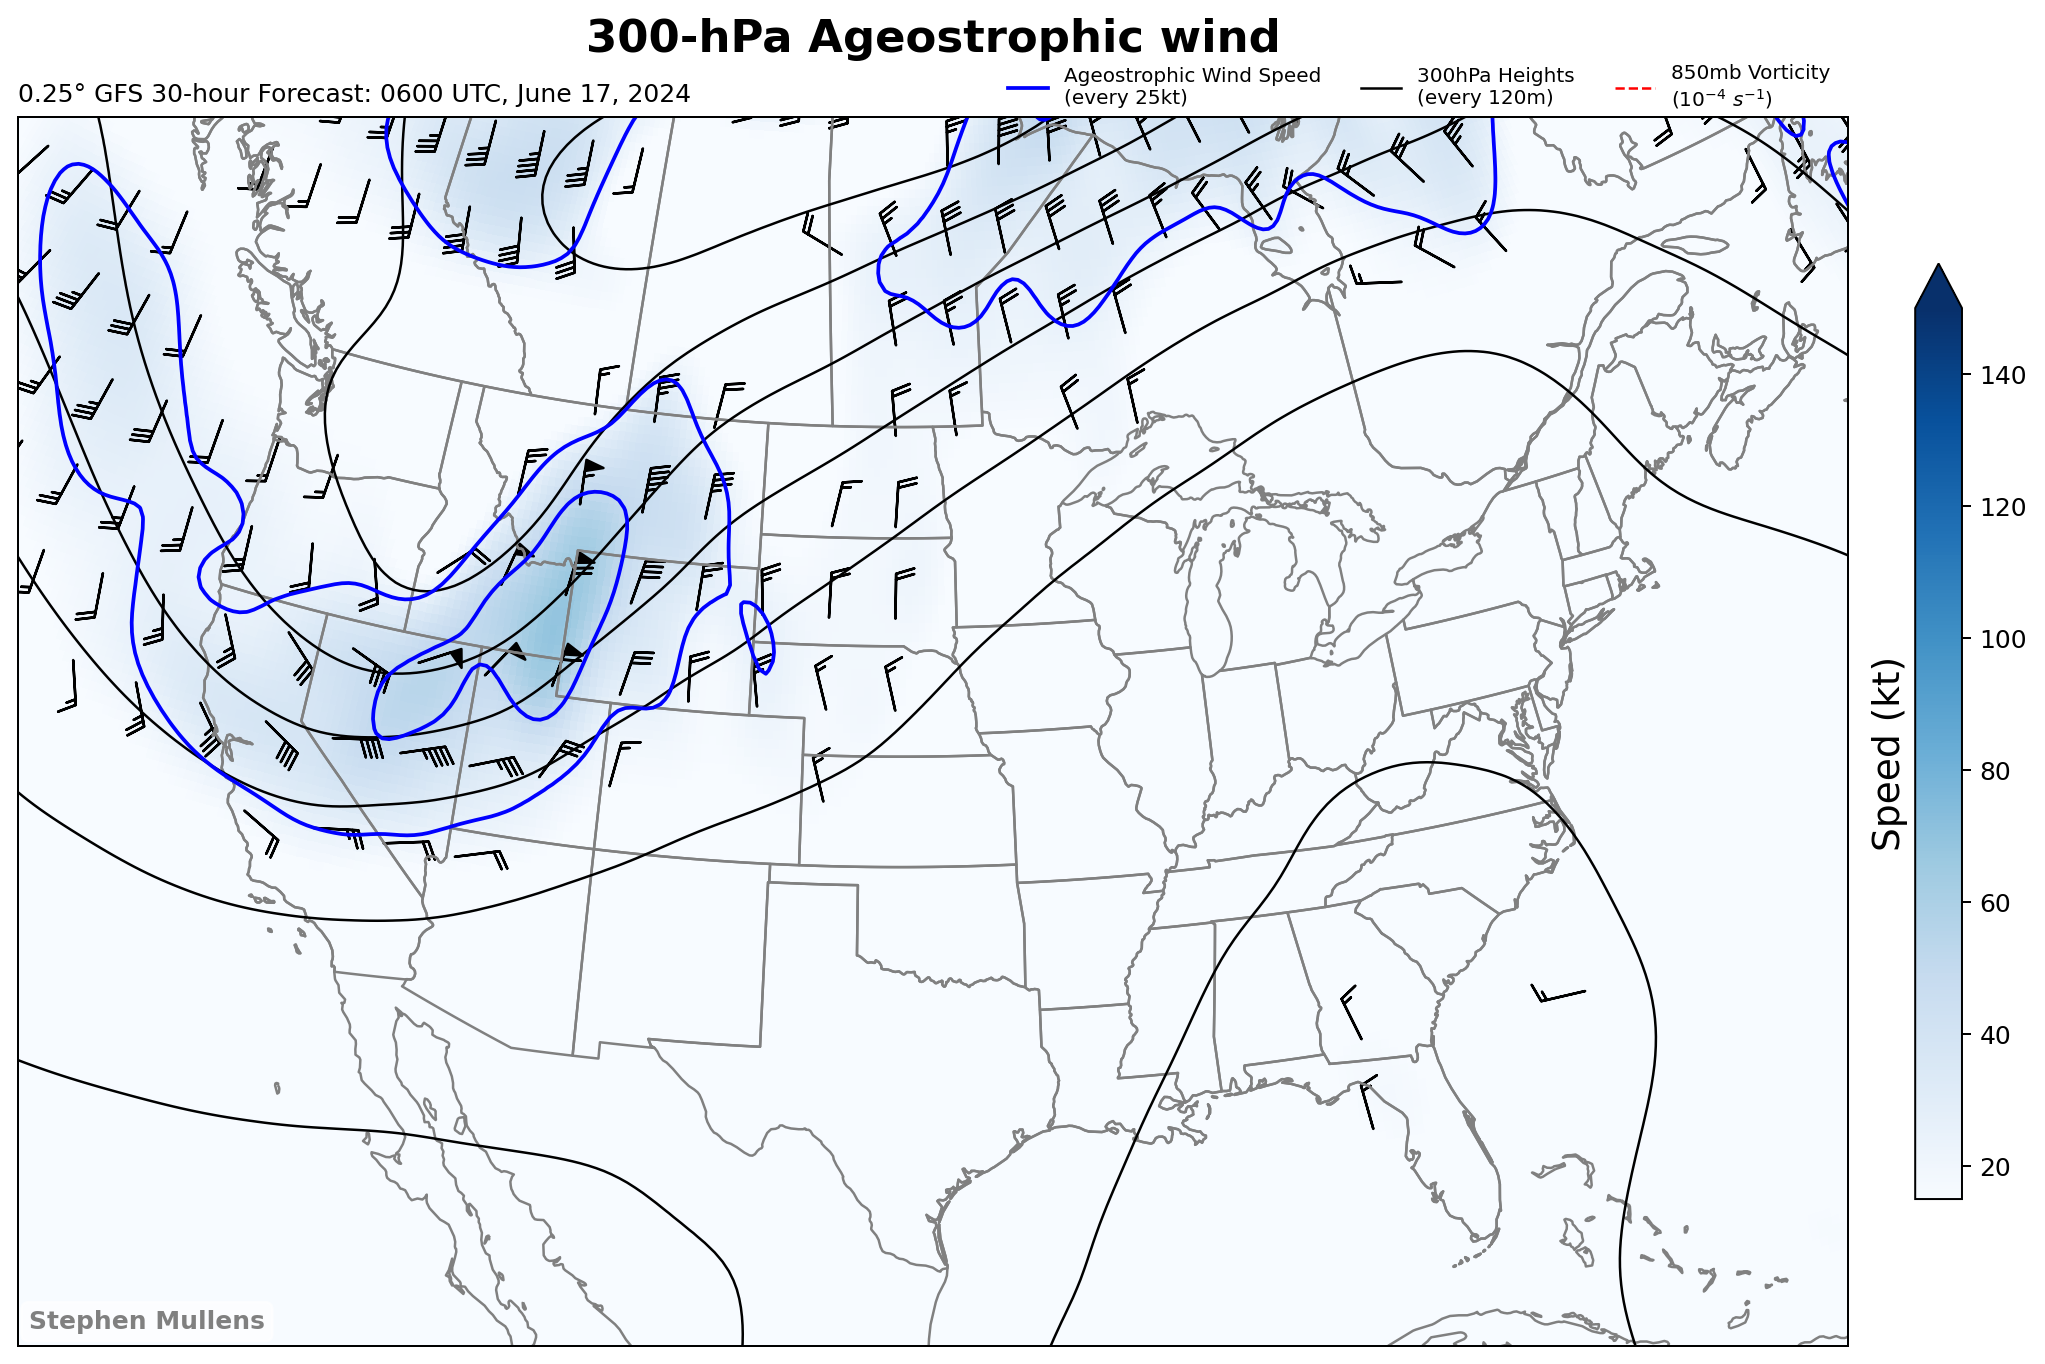 300-hPa Ageostrophic wind
0.25° GFS 30-hour Forecast: 0600 UTC, June 17, 2024
Ageostrophic Wind Speed
(every 25kt)
300hPa Heights
(every 120m)
850mb Vorticity
(10⁻⁴ s⁻¹)
140
120
100
80
60
40
20
Speed (kt)
Stephen Mullens